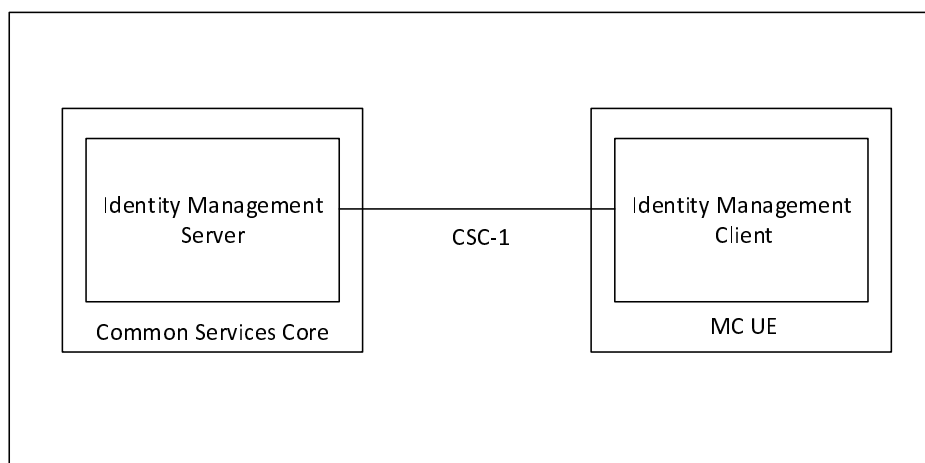 Identity Management
Server
Common Services Core
CSC-1
Identity Management
Client
MC UE